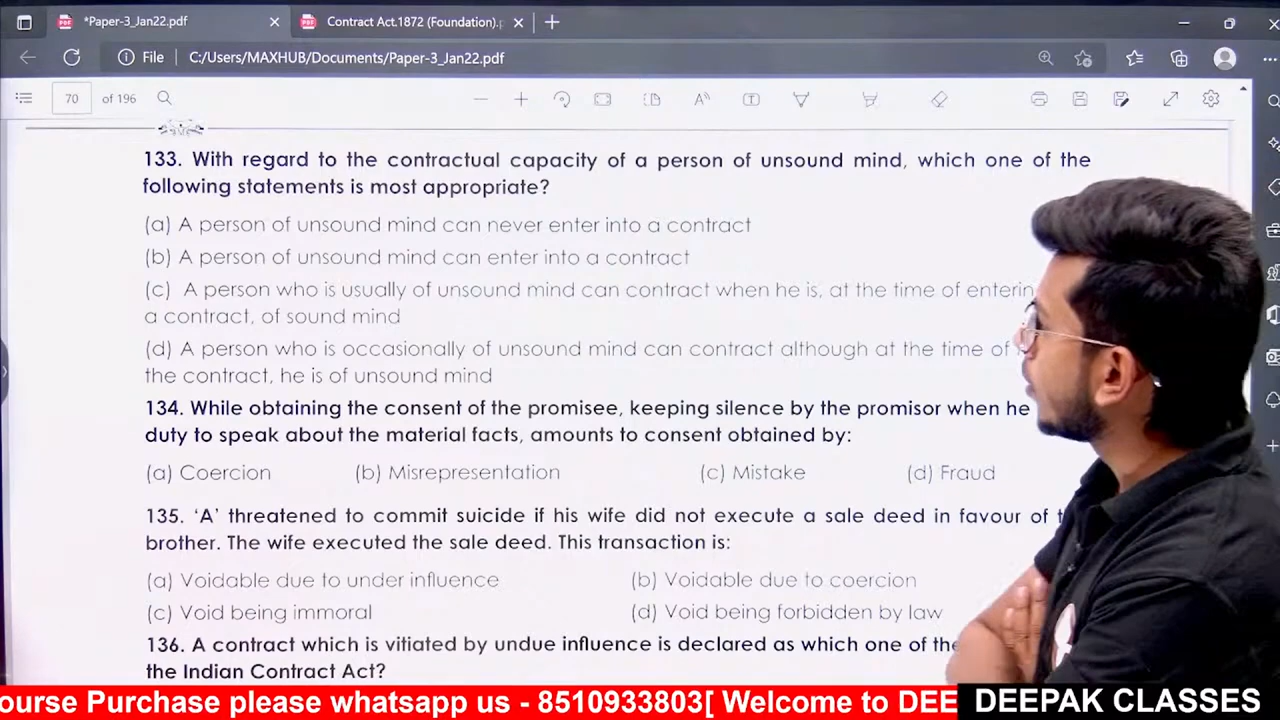 *Paper-3_Jan22.pdf
Contract Act.1872 (Foundation).p
File C:/Users/MAXHUB/Documents/Paper-3_Jan22.pdf
70 of 196
133. With regard to the contractual capacity of a person of unsound mind, which one of the
following statements is most appropriate?
(a) A person of unsound mind can never enter into a contract
(b) A person of unsound mind can enter into a contract
(c) A person who is usually of unsound mind can contract when he is, at the time of enterin
a contract, of sound mind
(d) A person who is occasionally of unsound mind can contract although at the time of
the contract, he is of unsound mind
134. While obtaining the consent of the promisee, keeping silence by the promisor when he
duty to speak about the material facts, amounts to consent obtained by:
(a) Coercion (b) Misrepresentation (c) Mistake (d) Fraud
135. ‘A’ threatened to commit suicide if his wife did not execute a sale deed in favour of
brother. The wife executed the sale deed. This transaction is:
(a) Voidable due to under influence (b) Voidable due to coercion
(c) Void being immoral (d) Void being forbidden by law
136. A contract which is vitiated by undue influence is declared as which one of the
the Indian Contract Act?
ourse Purchase please whatsapp us - 8510933803[ Welcome to DEE
DEEPAK CLASSES